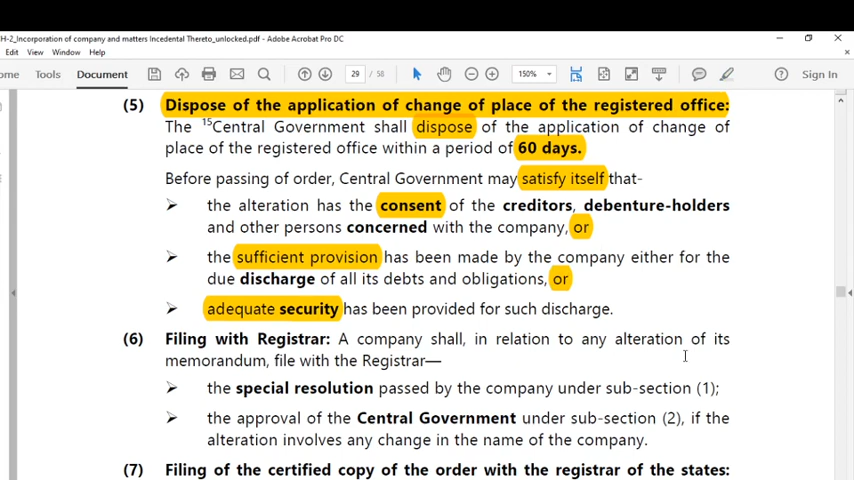 CH-2_Incorporation of company and matters Incedental Thereto_unlocked.pdf - Adobe Acrobat Pro DC
Edit View Window Help
ome Tools Document 29 / 58 150% Sign In
(5) Dispose of the application of change of place of the registered office:
The 15Central Government shall dispose of the application of change of
place of the registered office within a period of 60 days.
Before passing of order, Central Government may satisfy itself that-
➤ the alteration has the consent of the creditors, debenture-holders
and other persons concerned with the company, or
➤ the sufficient provision has been made by the company either for the
due discharge of all its debts and obligations, or
➤ adequate security has been provided for such discharge.
(6) Filing with Registrar: A company shall, in relation to any alteration of its
memorandum, file with the Registrar—
➤ the special resolution passed by the company under sub-section (1);
➤ the approval of the Central Government under sub-section (2), if the
alteration involves any change in the name of the company.
(7) Filing of the certified copy of the order with the registrar of the states: